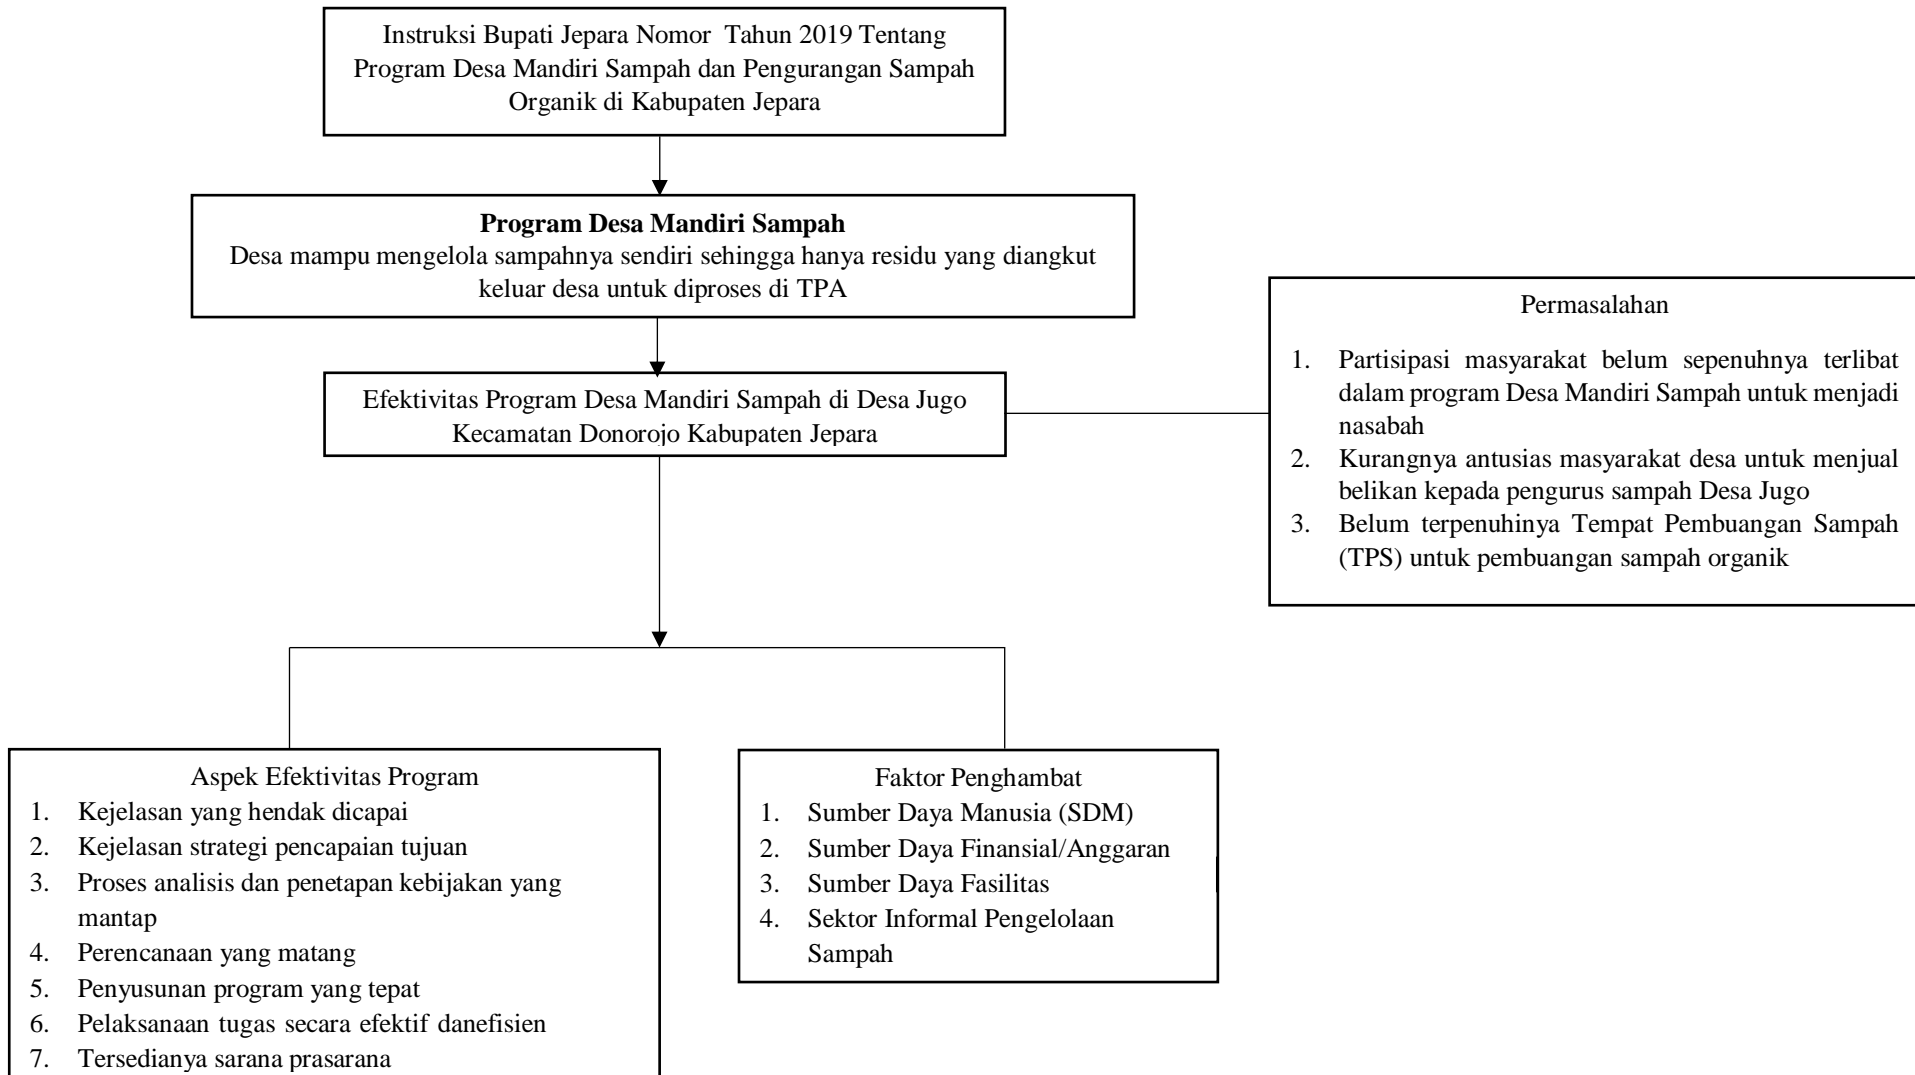 Instruksi Bupati Jepara Nomor Tahun 2019 Tentang
Program Desa Mandiri Sampah dan Pengurangan Sampah
Organik di Kabupaten Jepara
Program Desa Mandiri Sampah
Desa mampu mengelola sampahnya sendiri sehingga hanya residu yang diangkut
keluar desa untuk diproses di TPA
Efektivitas Program Desa Mandiri Sampah di Desa Jugo
Kecamatan Donorojo Kabupaten Jepara
Permasalahan
1. Partisipasi masyarakat belum sepenuhnya terlibat
dalam program Desa Mandiri Sampah untuk menjadi
nasabah
2. Kurangnya antusias masyarakat desa untuk menjual
belikan kepada pengurus sampah Desa Jugo
3. Belum terpenuhinya Tempat Pembuangan Sampah
(TPS) untuk pembuangan sampah organik
Aspek Efektivitas Program
1. Kejelasan yang hendak dicapai
2. Kejelasan strategi pencapaian tujuan
3. Proses analisis dan penetapan kebijakan yang
mantap
4. Perencanaan yang matang
5. Penyusunan program yang tepat
6. Pelaksanaan tugas secara efektif danefisien
7. Tersedianya sarana prasarana
Faktor Penghambat
1. Sumber Daya Manusia (SDM)
2. Sumber Daya Finansial/Anggaran
3. Sumber Daya Fasilitas
4. Sektor Informal Pengelolaan
Sampah